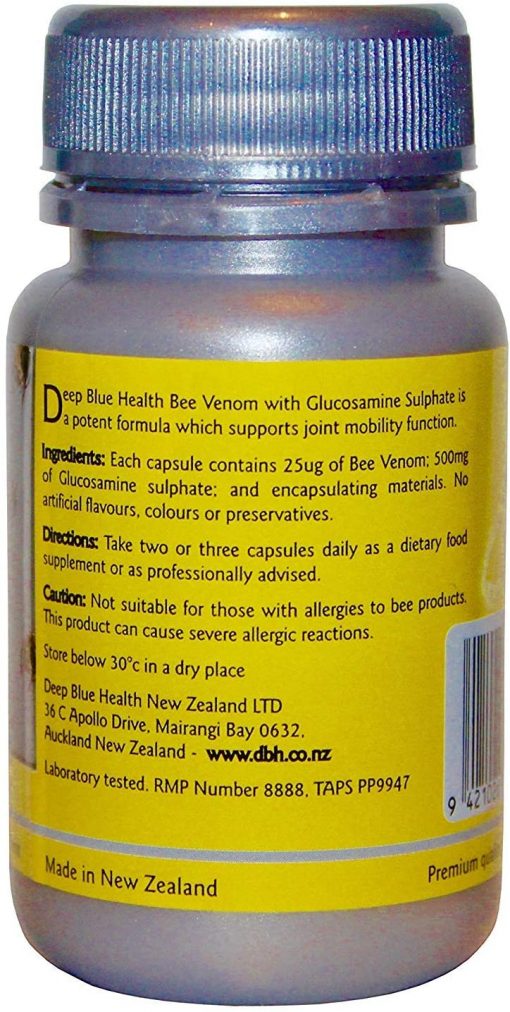 Deep Blue Health Bee Venom with Glucosamine Sulphate is
a potent formula which supports joint mobility function.
Ingredients: Each capsule contains 25ug of Bee Venom; 500mg
of Glucosamine sulphate; and encapsulating materials. No
artificial flavours, colours or preservatives.
Directions: Take two or three capsules daily as a dietary food
supplement or as professionally advised.
Caution: Not suitable for those with allergies to bee products.
This product can cause severe allergic reactions.
Store below 30°c in a dry place
Deep Blue Health New Zealand LTD
36 C Apollo Drive, Mairangi Bay 0632,
Auckland New Zealand - www.dbh.co.nz
Laboratory tested. RMP Number 8888, TAPS PP9947
Made in New Zealand
Premium